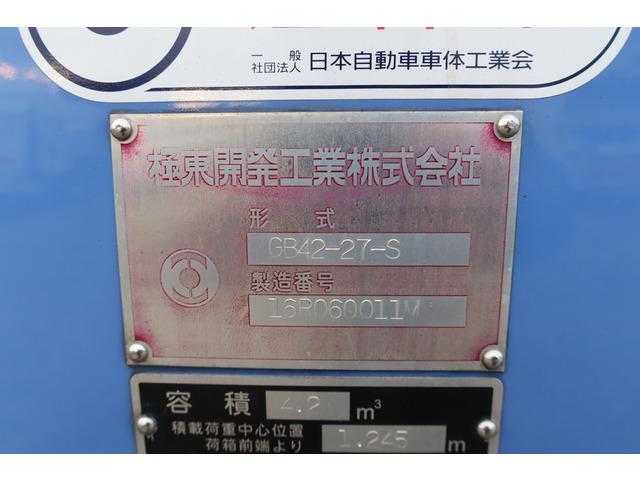 一般
社団法人 日本自動車車体工業会
極東開発工業株式会社
形式
GB42-27-S
製造番号
16R060011M
容積 4.2 m³
積載荷重中心位置
荷箱前端より 1.245 m